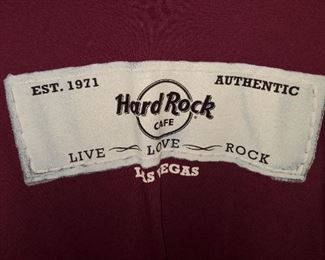 EST. 1971 AUTHENTIC
Hard Rock
CAFE
LIVE LOVE ROCK
LAS VEGAS